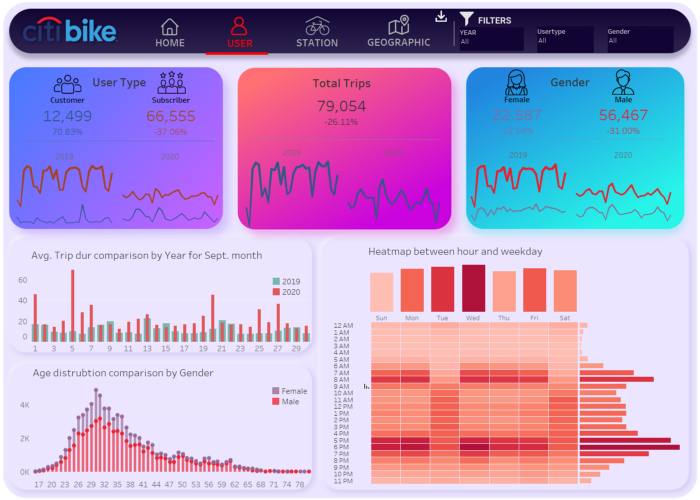 citi bike
HOME
USER
STATION
GEOGRAPHIC
FILTERS
YEAR
All
Usertype
All
Gender
All
User Type
Customer
12,499
70.83%
Subscriber
66,555
-37.06%
2019
2020
Total Trips
79,054
-26.11%
2019
2020
Gender
Female
22,587
Male
56,467
-31.00%
2019
2020
Avg. Trip dur comparison by Year for Sept. month
60
40
20
0
1 3 5 7 9 11 13 15 17 19 21 23 25 27 29
2019
2020
Age distrubtion comparison by Gender
4K
2K
0K
17 20 23 26 29 32 35 38 41 44 47 50 53 56 59 62 65 68 71 74 78
Female
Male
Heatmap between hour and weekday
Sun Mon Tue Wed Thu Fri Sat
12 AM
1 AM
2 AM
3 AM
4 AM
5 AM
6 AM
7 AM
8 AM
9 AM
10 AM
11 AM
12 PM
1 PM
2 PM
3 PM
4 PM
5 PM
6 PM
7 PM
8 PM
9 PM
10 PM
11 PM